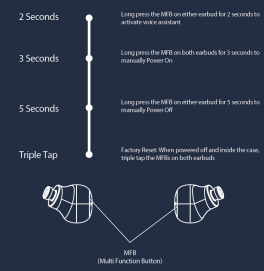 2 Seconds
Long press the MFB on either earbud for 2 seconds to
activate voice assistant
3 Seconds
Long press the MFB on both earbuds for 3 seconds to
manually Power On
5 Seconds
Long press the MFB on either earbud for 5 seconds to
manually Power Off
Triple Tap
Factory Reset: When powered off and inside the case,
triple tap the MFBs on both earbuds
MFB
(Multi Function Button)